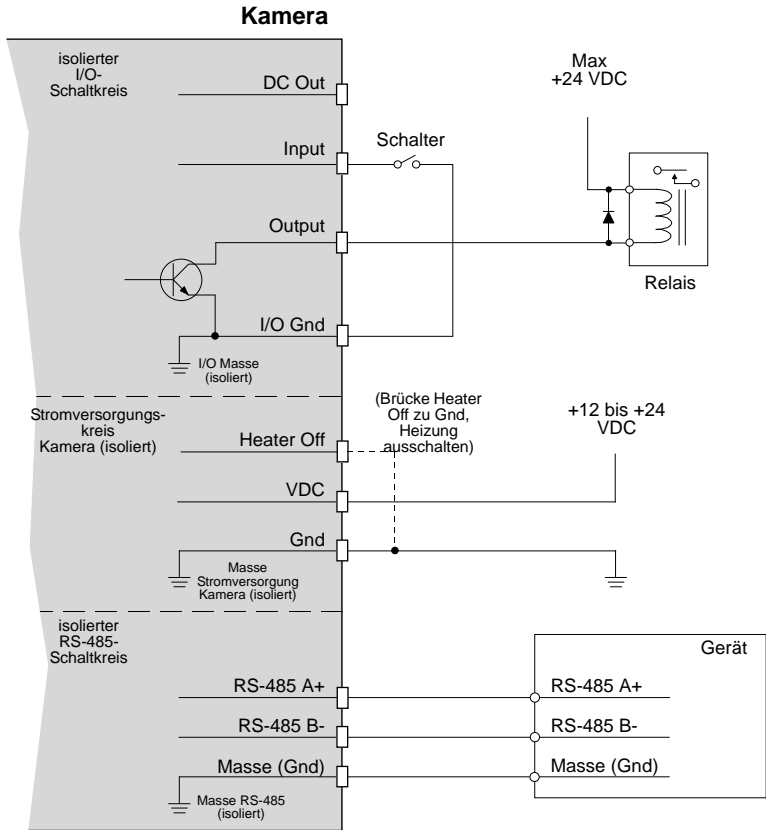 Kamera
isolierter
I/O-
Schaltkreis
DC Out
Max
+24 VDC
Input
Schalter
Output
Relais
I/O Gnd
I/O Masse
(isoliert)
Stromversorgungs-
kreis
Kamera (isoliert)
(Brücke Heater
Off zu Gnd,
Heizung
ausschalten)
+12 bis +24
VDC
Heater Off
VDC
Gnd
Masse
Stromversorgung
Kamera (isoliert)
isolierter
RS-485-
Schaltkreis
Gerät
RS-485 A+
RS-485 A+
RS-485 B-
RS-485 B-
Masse (Gnd)
Masse (Gnd)
Masse RS-485
(isoliert)